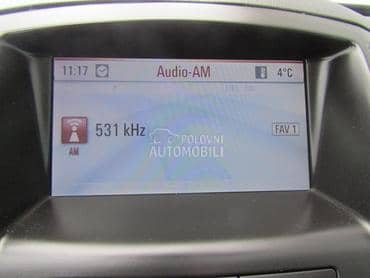 11:17 Audio-AM 4°C
531 kHz FAV 1
AM
POLOVNI
AUTOMOBILI